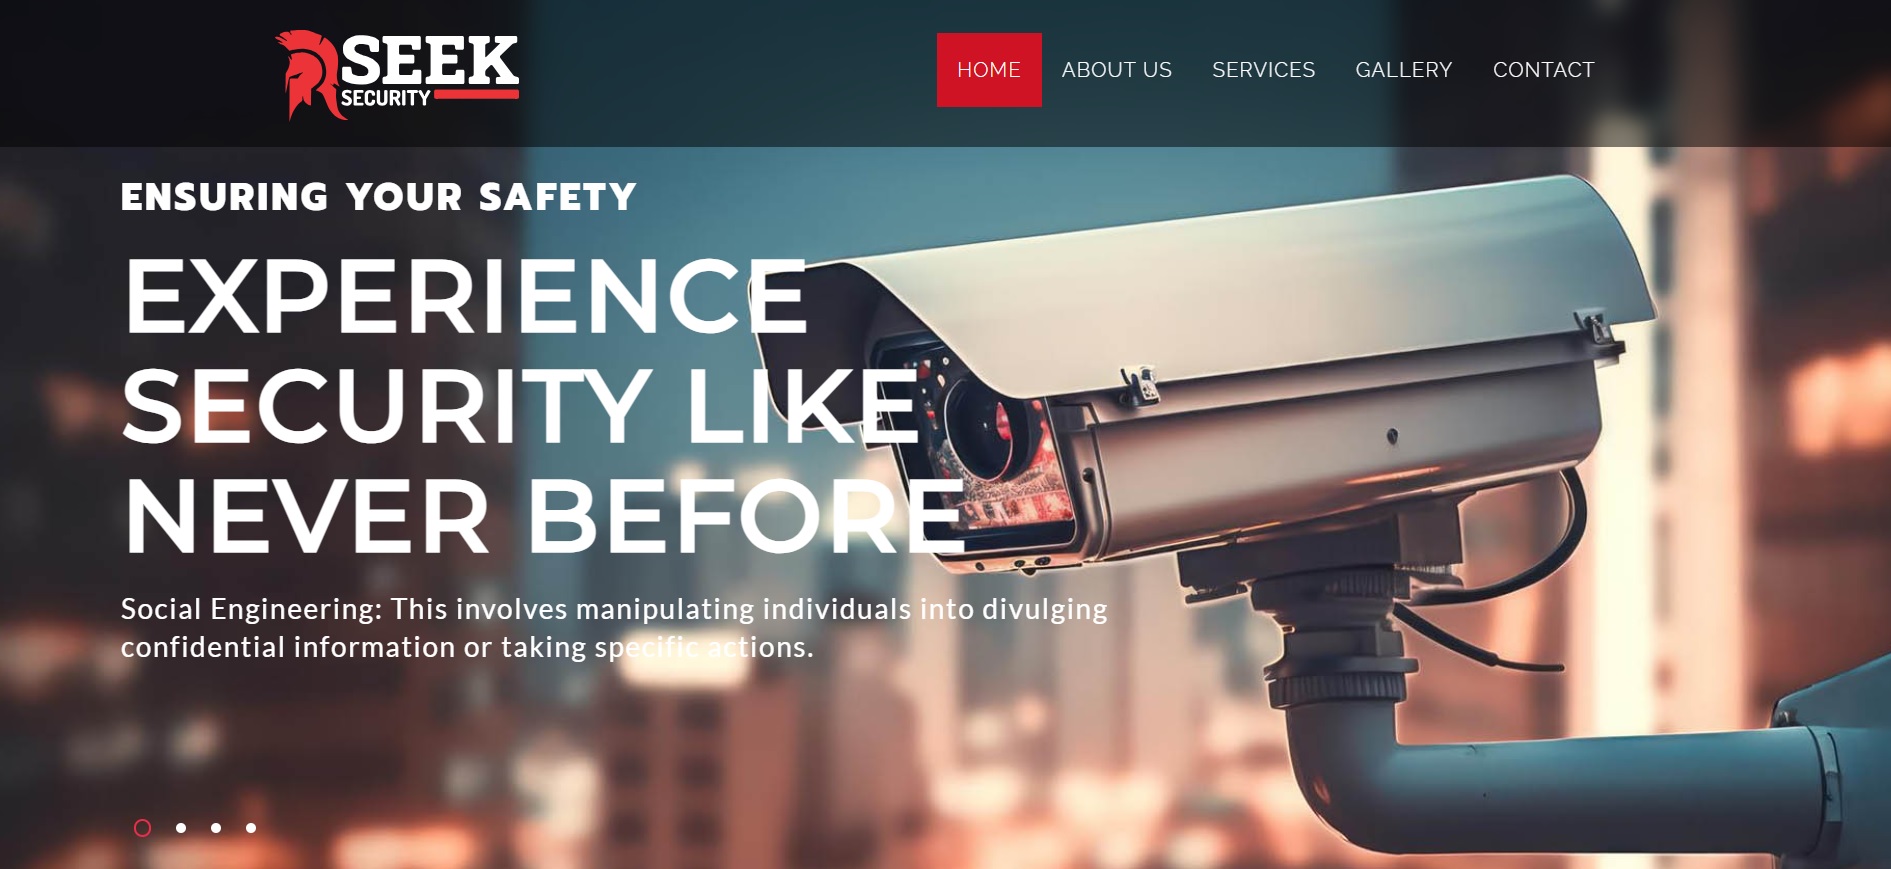 SEEK
SECURITY
HOME ABOUT US SERVICES GALLERY CONTACT
ENSURING YOUR SAFETY
EXPERIENCE
SECURITY LIKE
NEVER BEFORE
Social Engineering: This involves manipulating individuals into divulging
confidential information or taking specific actions.